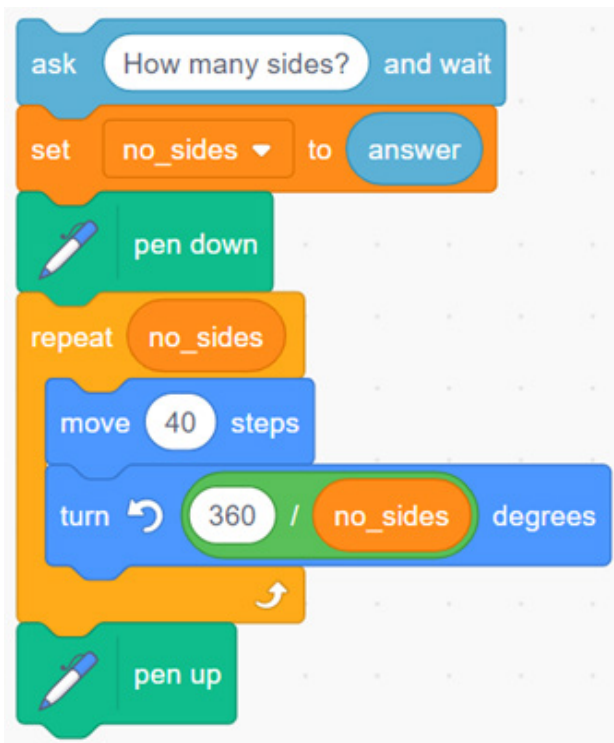 ask How many sides? and wait
set no_sides to answer
pen down
repeat no_sides
move 40 steps
turn 360 / no_sides degrees
pen up